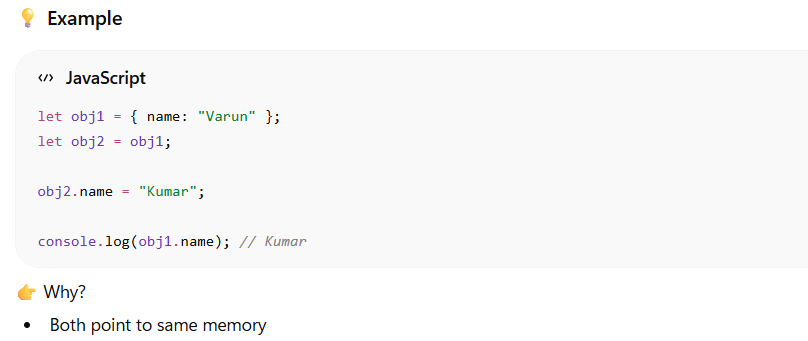 💡 Example
</> JavaScript
let obj1 = { name: "Varun" };
let obj2 = obj1;
obj2.name = "Kumar";
console.log(obj1.name); // Kumar
👉 Why?
• Both point to same memory